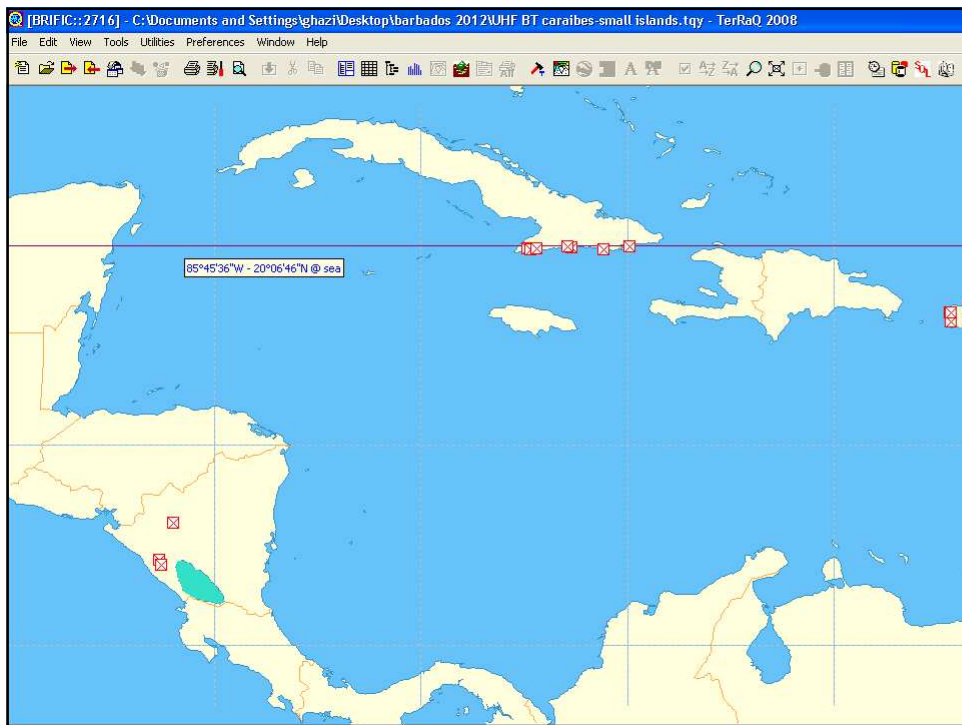 [BRIFIC::2716] - C:\Documents and Settings\ghazi\Desktop\barbados 2012\UHF BT caraibes-small islands.tqy - TerRaQ 2008
File Edit View Tools Utilities Preferences Window Help
85°45'36"W - 20°06'46"N @ sea